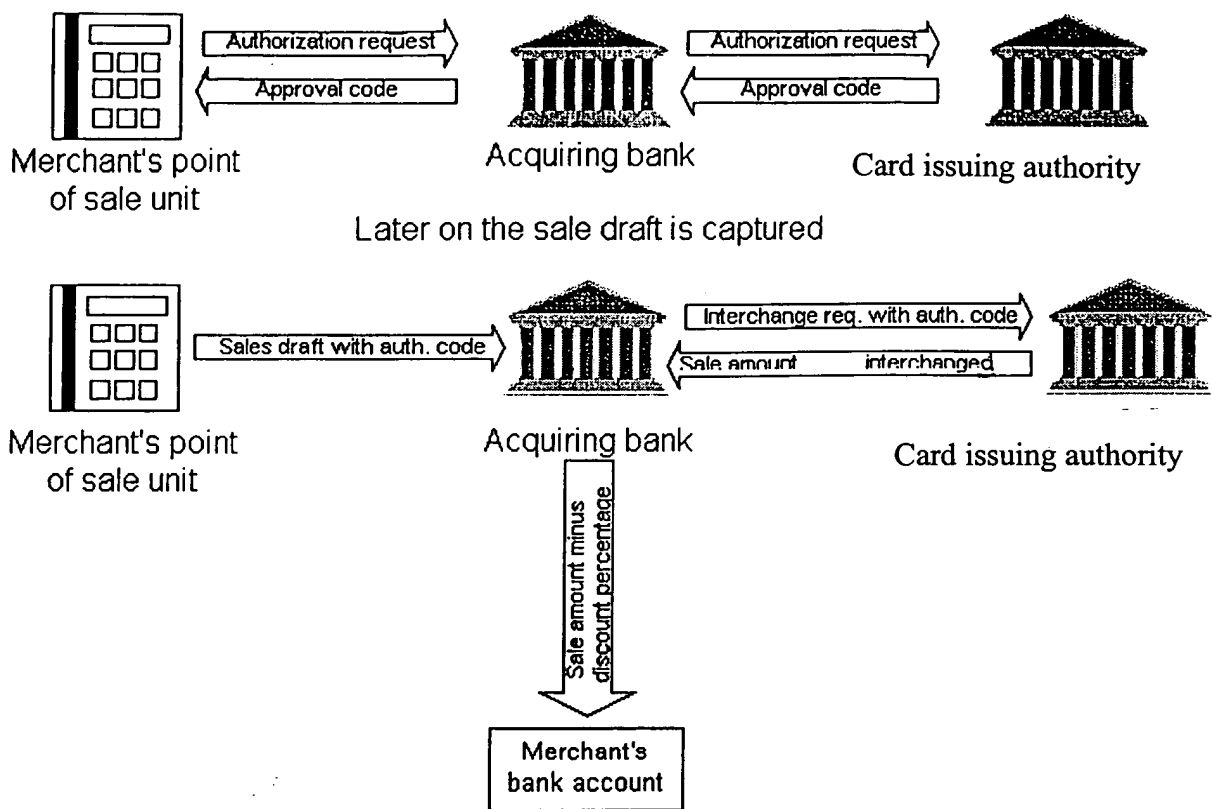 Authorization request
Authorization request
Approval code
Approval code
Merchant's point
of sale unit
Acquiring bank
Card issuing authority
Later on the sale draft is captured
Sales draft with auth. code
Interchange req. with auth. code
Sale amount interchanged
Merchant's point
of sale unit
Acquiring bank
Card issuing authority
Sale amount minus
discount percentage
Merchant's
bank account